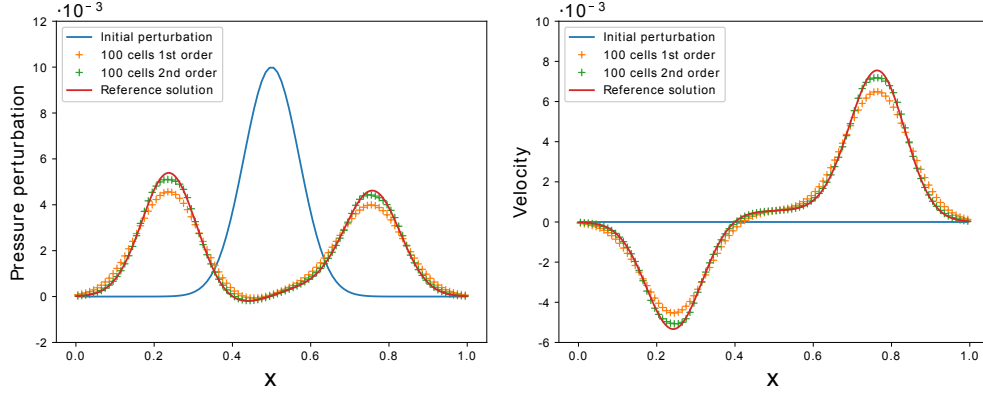 ·10⁻³
12
10
8
6
4
2
0
-2
0.0 0.2 0.4 0.6 0.8 1.0
X
Pressure perturbation
Initial perturbation
100 cells 1st order
100 cells 2nd order
Reference solution
·10⁻³
10
8
6
4
2
0
-2
-4
-6
0.0 0.2 0.4 0.6 0.8 1.0
X
Velocity
Initial perturbation
100 cells 1st order
100 cells 2nd order
Reference solution